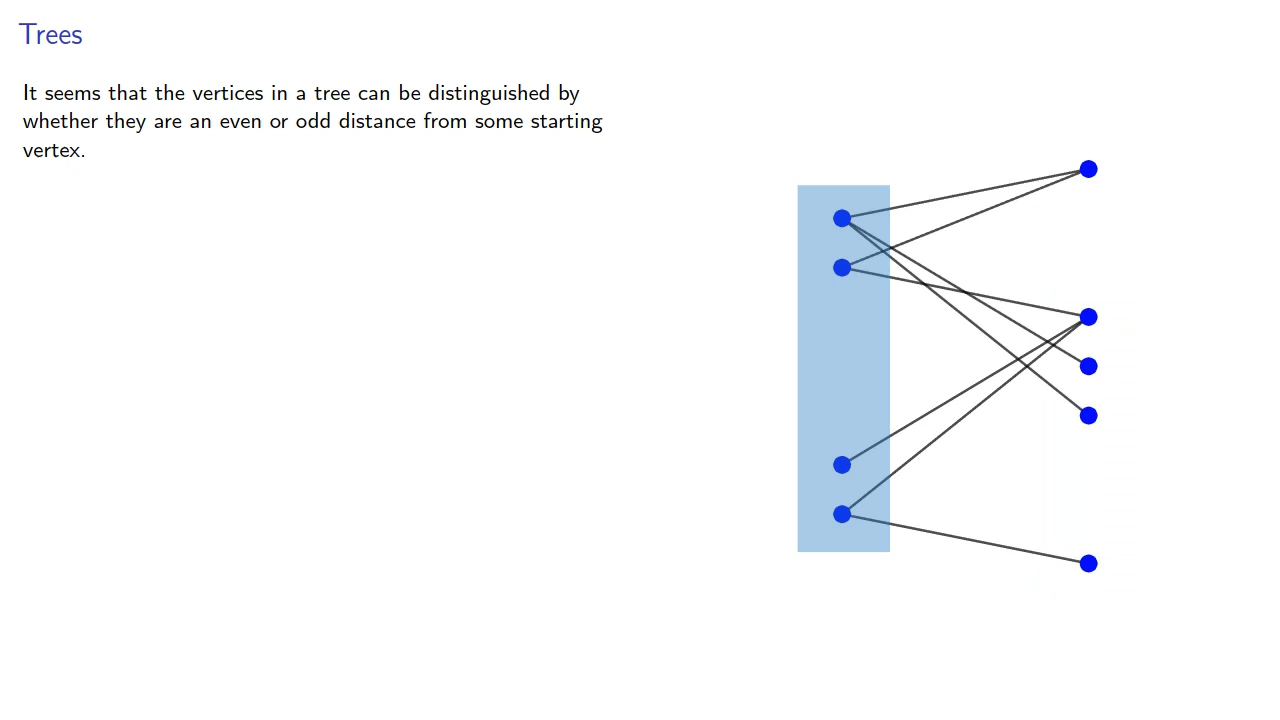 Trees
It seems that the vertices in a tree can be distinguished by
whether they are an even or odd distance from some starting
vertex.